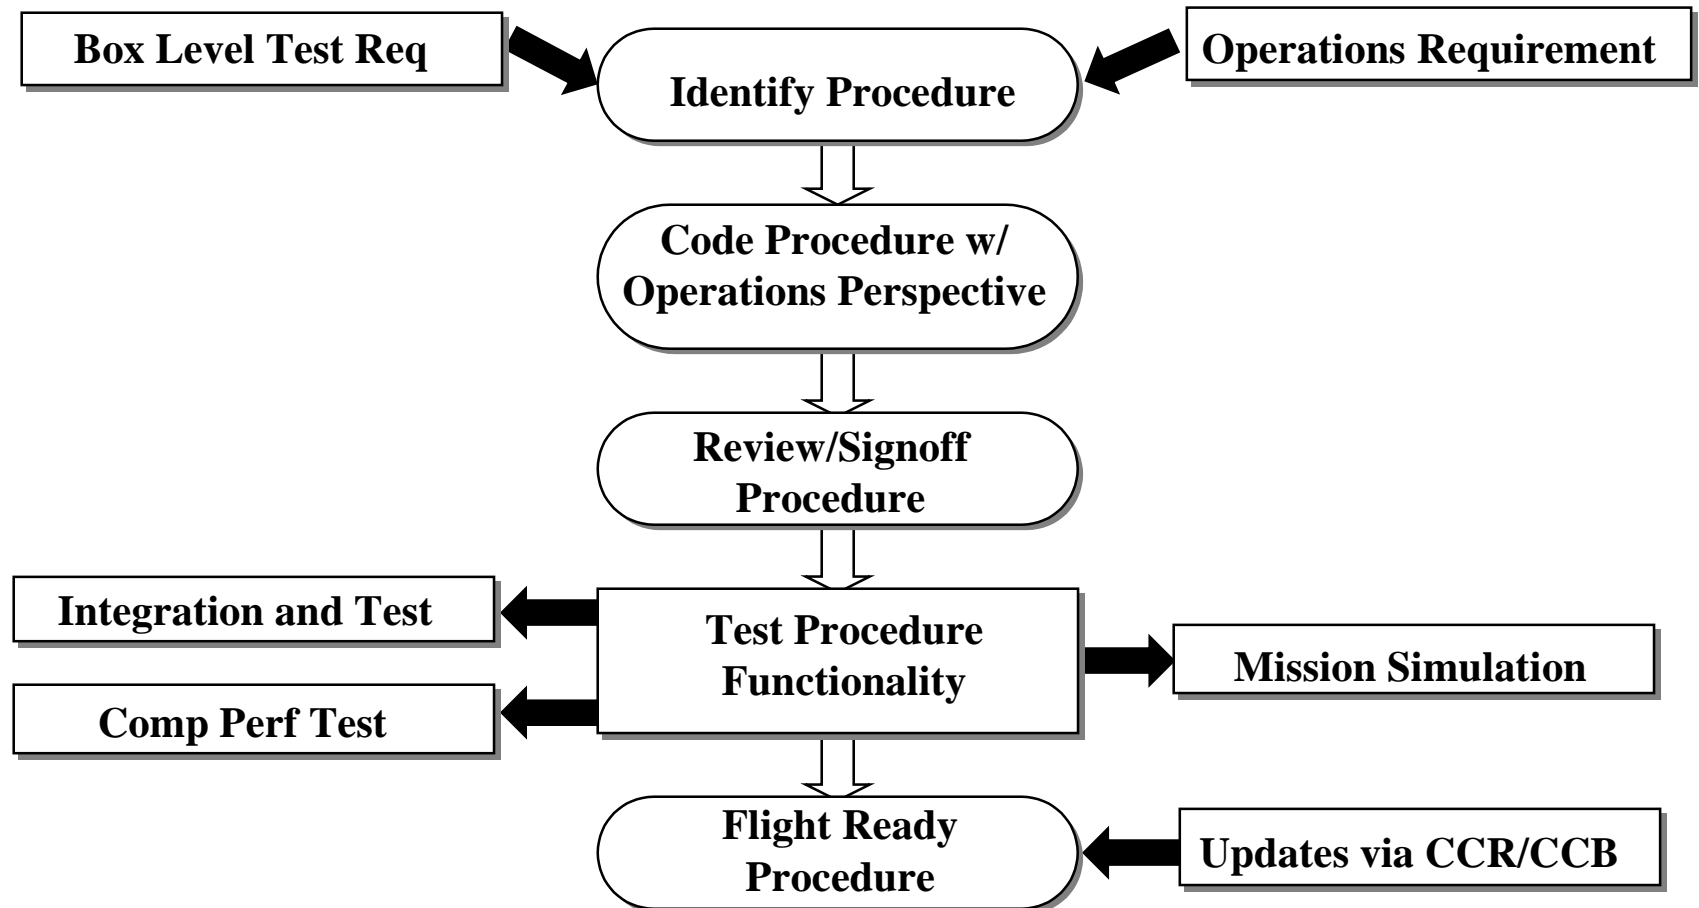 Box Level Test Req
Operations Requirement
Identify Procedure
Code Procedure w/
Operations Perspective
Review/Signoff
Procedure
Integration and Test
Test Procedure
Functionality
Mission Simulation
Comp Perf Test
Flight Ready
Procedure
Updates via CCR/CCB